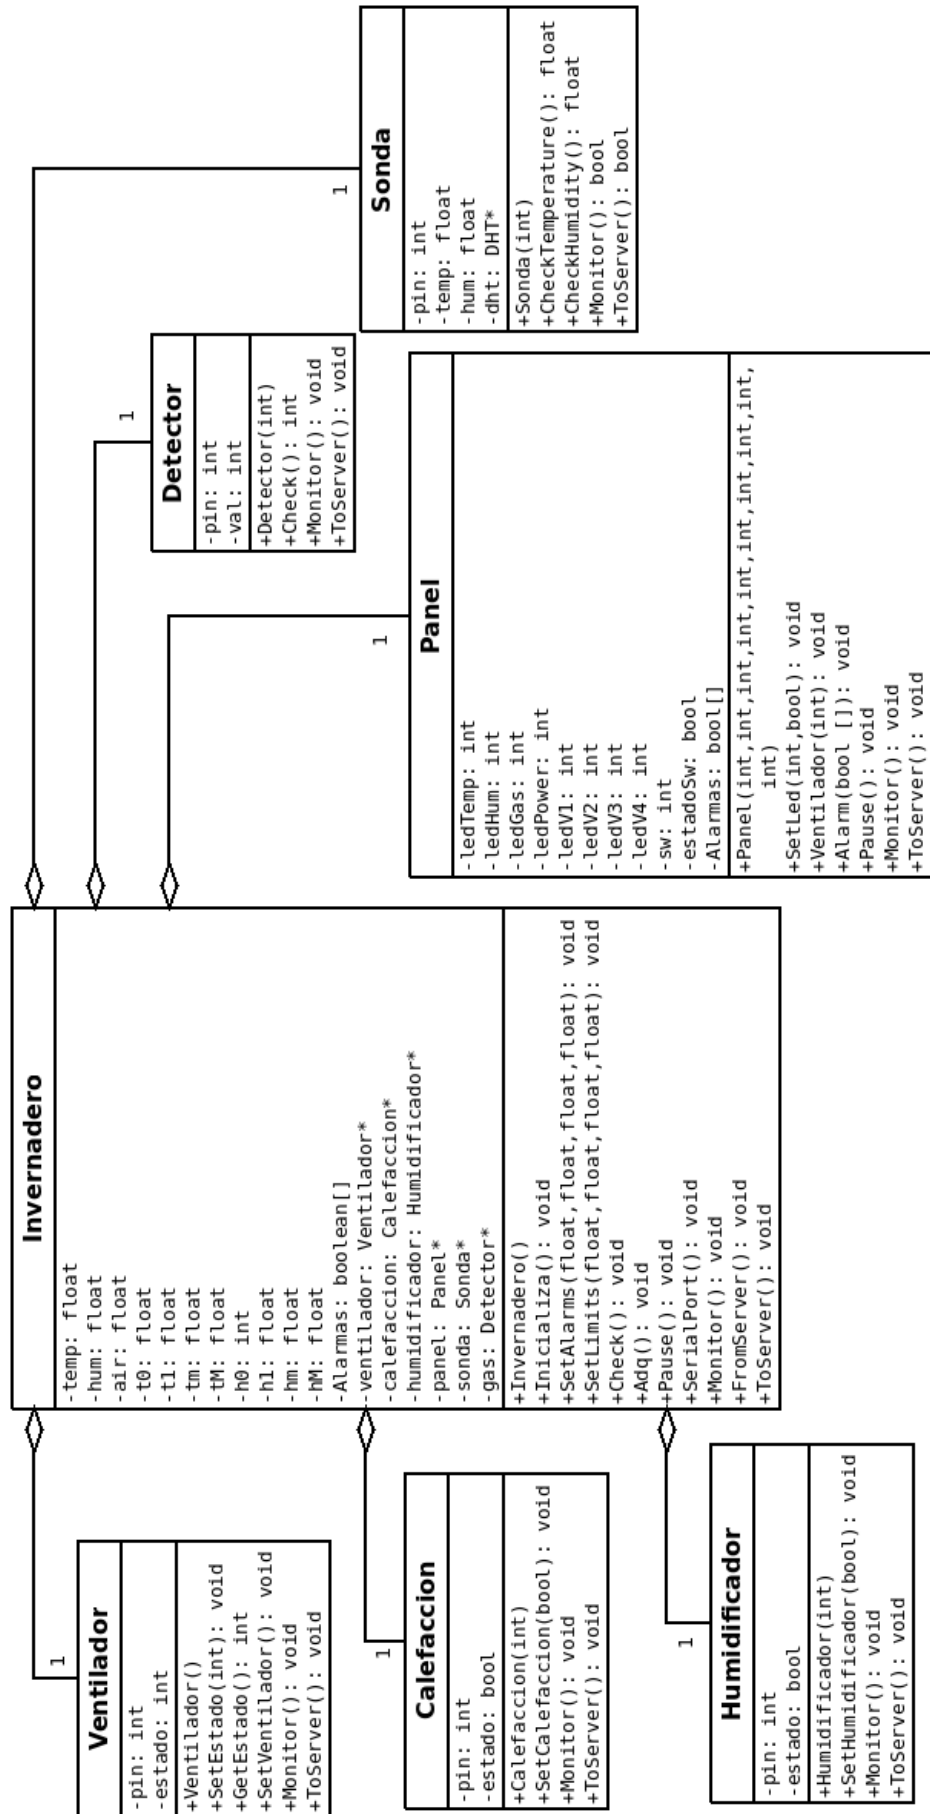 Ventilador
-pin: int
-estado: int
+Ventilador()
+SetEstado(int): void
+GetEstado(): int
+SetVentilador(): void
+Monitor(): void
+ToServer(): void
1
Calefaccion
-pin: int
-estado: bool
+Calefaccion(int)
+SetCalefaccion(bool): void
+Monitor(): void
+ToServer(): void
1
Humidificador
-pin: int
-estado: bool
+Humidificador(int)
+SetHumidificador(bool): void
+Monitor(): void
+ToServer(): void
1
Invernadero
-temp: float
-hum: float
-air: float
-t0: float
-t1: float
-tm: float
-tM: float
-h0: int
-h1: float
-hm: float
-hM: float
-Alarmas: boolean[]
-ventilador: Ventilador*
-calefaccion: Calefaccion*
-humidificador: Humidificador*
-panel: Panel*
-sonda: Sonda*
-gas: Detector*
+Invernadero()
+Inicializa(): void
+SetAlarms(float,float,float,float): void
+SetLimits(float,float,float,float): void
+Check(): void
+Adq(): void
+Pause(): void
+SerialPort(): void
+Monitor(): void
+FromServer(): void
+ToServer(): void
1
Panel
-ledTemp: int
-ledHum: int
-ledGas: int
-ledPower: int
-ledV1: int
-ledV2: int
-ledV3: int
-ledV4: int
-sw: int
-estadoSw: bool
-Alarmas: bool[]
+Panel(int,int,int,int,int,int,int,int,
int)
+SetLed(int,bool): void
+Ventilador(int): void
+Alarm(bool []): void
+Pause(): void
+Monitor(): void
+ToServer(): void
1
Detector
-pin: int
-val: int
+Detector(int)
+Check(): int
+Monitor(): void
+ToServer(): void
1
Sonda
-pin: int
-temp: float
-hum: float
-dht: DHT*
+Sonda(int)
+CheckTemperature(): float
+CheckHumidity(): float
+Monitor(): bool
+ToServer(): bool